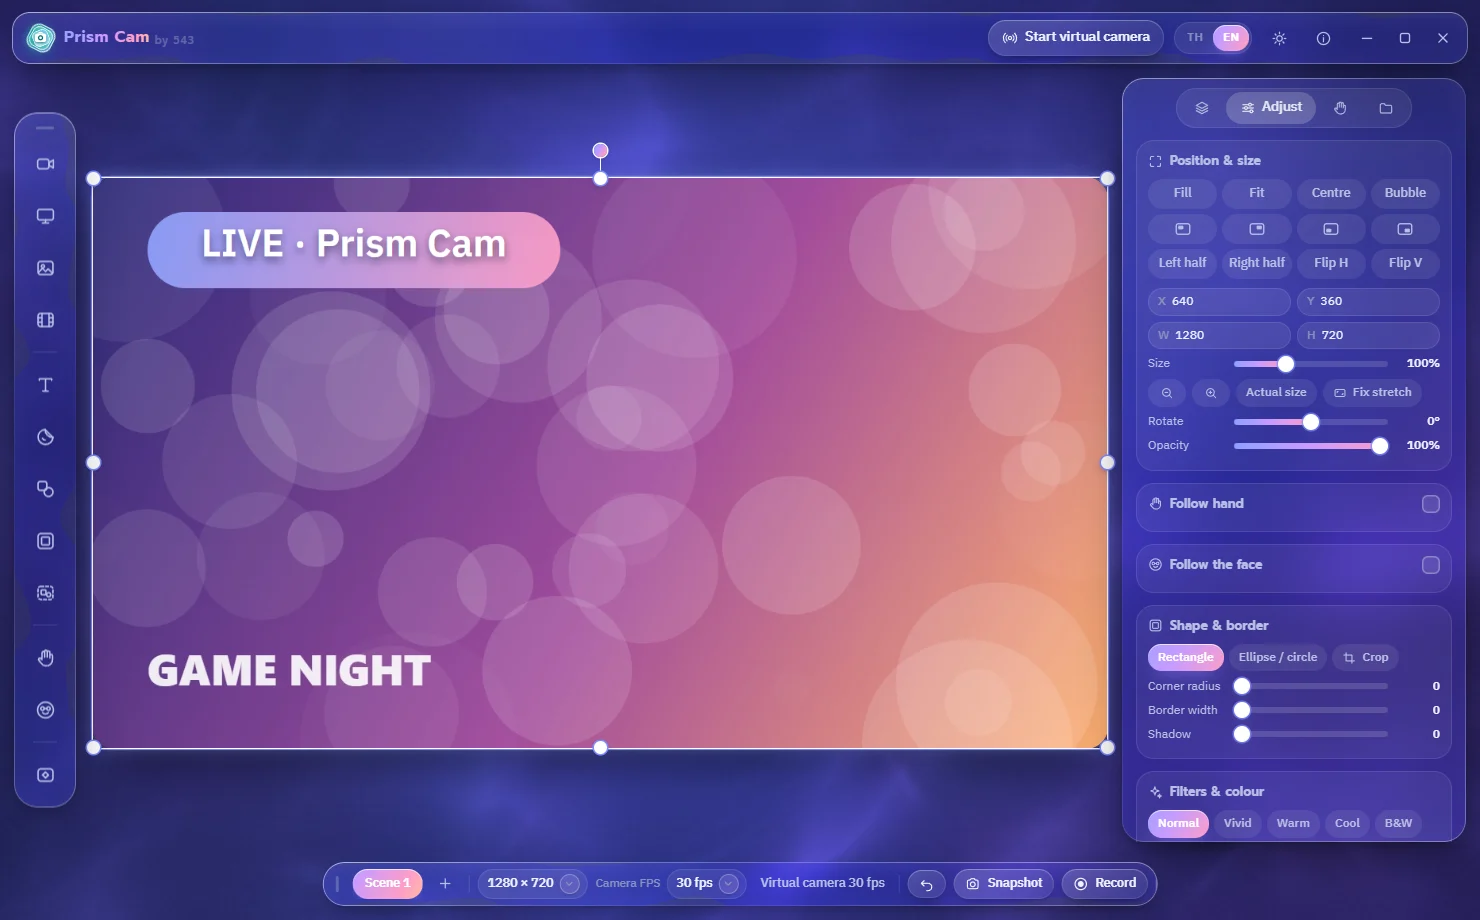 Prism Cam by 543
Start virtual camera
TH EN
Adjust
Position & size
Fill Fit Centre Bubble
Left half Right half Flip H Flip V
X 640 Y 360
W 1280 H 720
Size 100%
Actual size Fix stretch
Rotate 0°
Opacity 100%
Follow hand
Follow the face
Shape & border
Rectangle Ellipse / circle Crop
Corner radius 0
Border width 0
Shadow 0
Filters & colour
Normal Vivid Warm Cool B&W
LIVE · Prism Cam
GAME NIGHT
Scene 1 1280 × 720 Camera FPS 30 fps Virtual camera 30 fps Snapshot Record